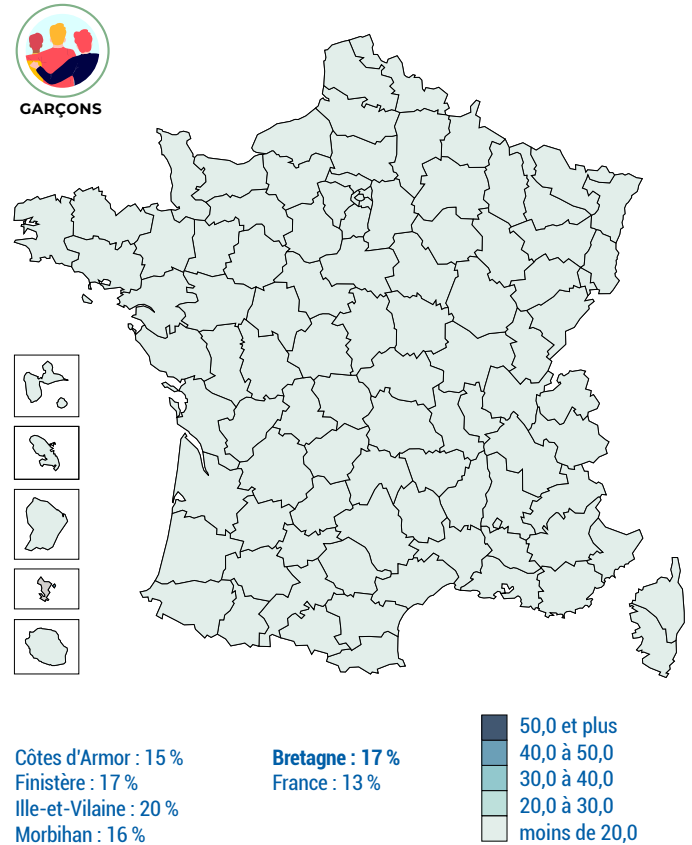 GARÇONS
Côtes d'Armor : 15 %
Finistère : 17 %
Ille-et-Vilaine : 20 %
Morbihan : 16 %
Bretagne : 17 %
France : 13 %
50,0 et plus
40,0 à 50,0
30,0 à 40,0
20,0 à 30,0
moins de 20,0